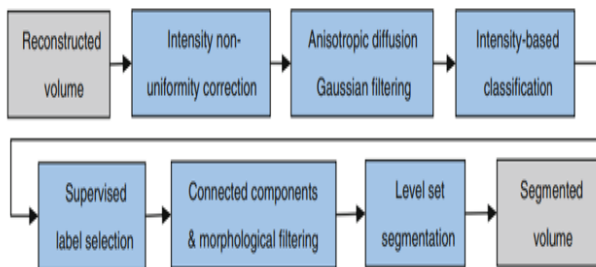 Reconstructed
volume
Intensity non-
uniformity correction
Anisotropic diffusion
Gaussian filtering
Intensity-based
classification
Supervised
label selection
Connected components
& morphological filtering
Level set
segmentation
Segmented
volume